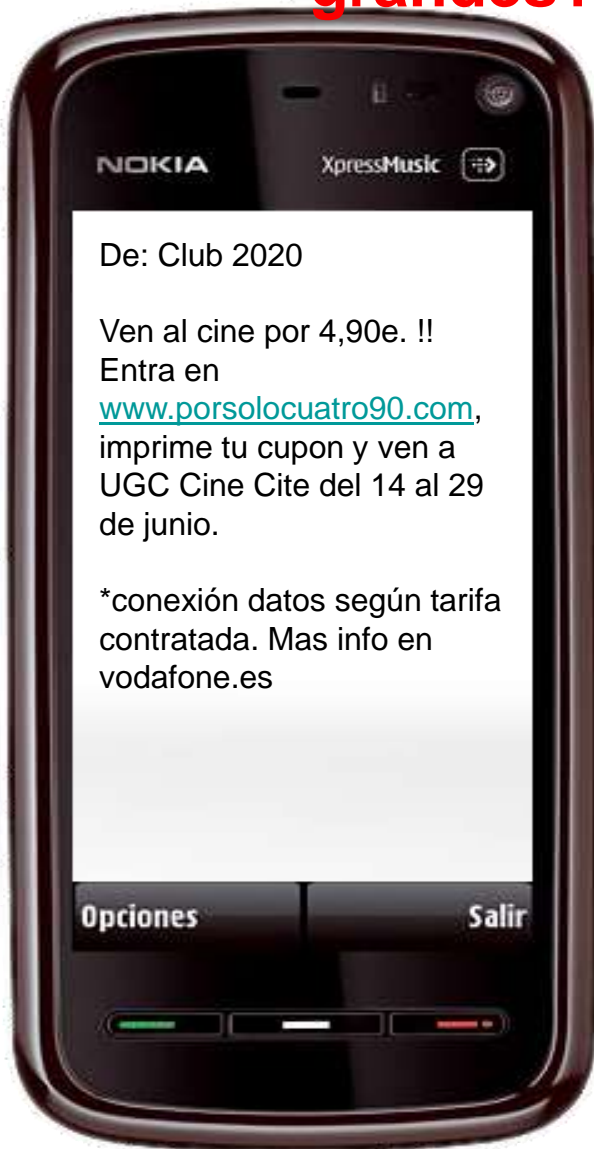 NOKIA XpressMusic
De: Club 2020
Ven al cine por 4,90e. !!
Entra en
www.porsolocuatro90.com,
imprime tu cupon y ven a
UGC Cine Cite del 14 al 29
de junio.
*conexión datos según tarifa
contratada. Mas info en
vodafone.es
Opciones Salir